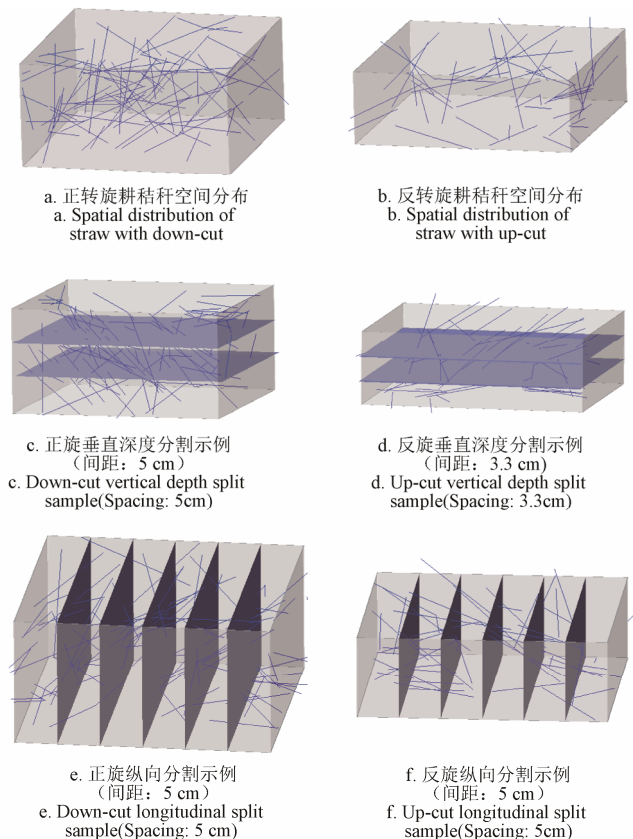 a. 正转旋耕秸秆空间分布
a. Spatial distribution of
straw with down-cut
b. 反转旋耕秸秆空间分布
b. Spatial distribution of
straw with up-cut
c. 正旋垂直深度分割示例
（间距：5 cm）
c. Down-cut vertical depth split
sample(Spacing: 5cm)
d. 反旋垂直深度分割示例
（间距：3.3 cm)
d. Up-cut vertical depth split
sample(Spacing: 3.3cm)
e. 正旋纵向分割示例
（间距：5 cm）
e. Down-cut longitudinal split
sample(Spacing: 5 cm)
f. 反旋纵向分割示例
（间距：5 cm）
f. Up-cut longitudinal split
sample(Spacing: 5cm)